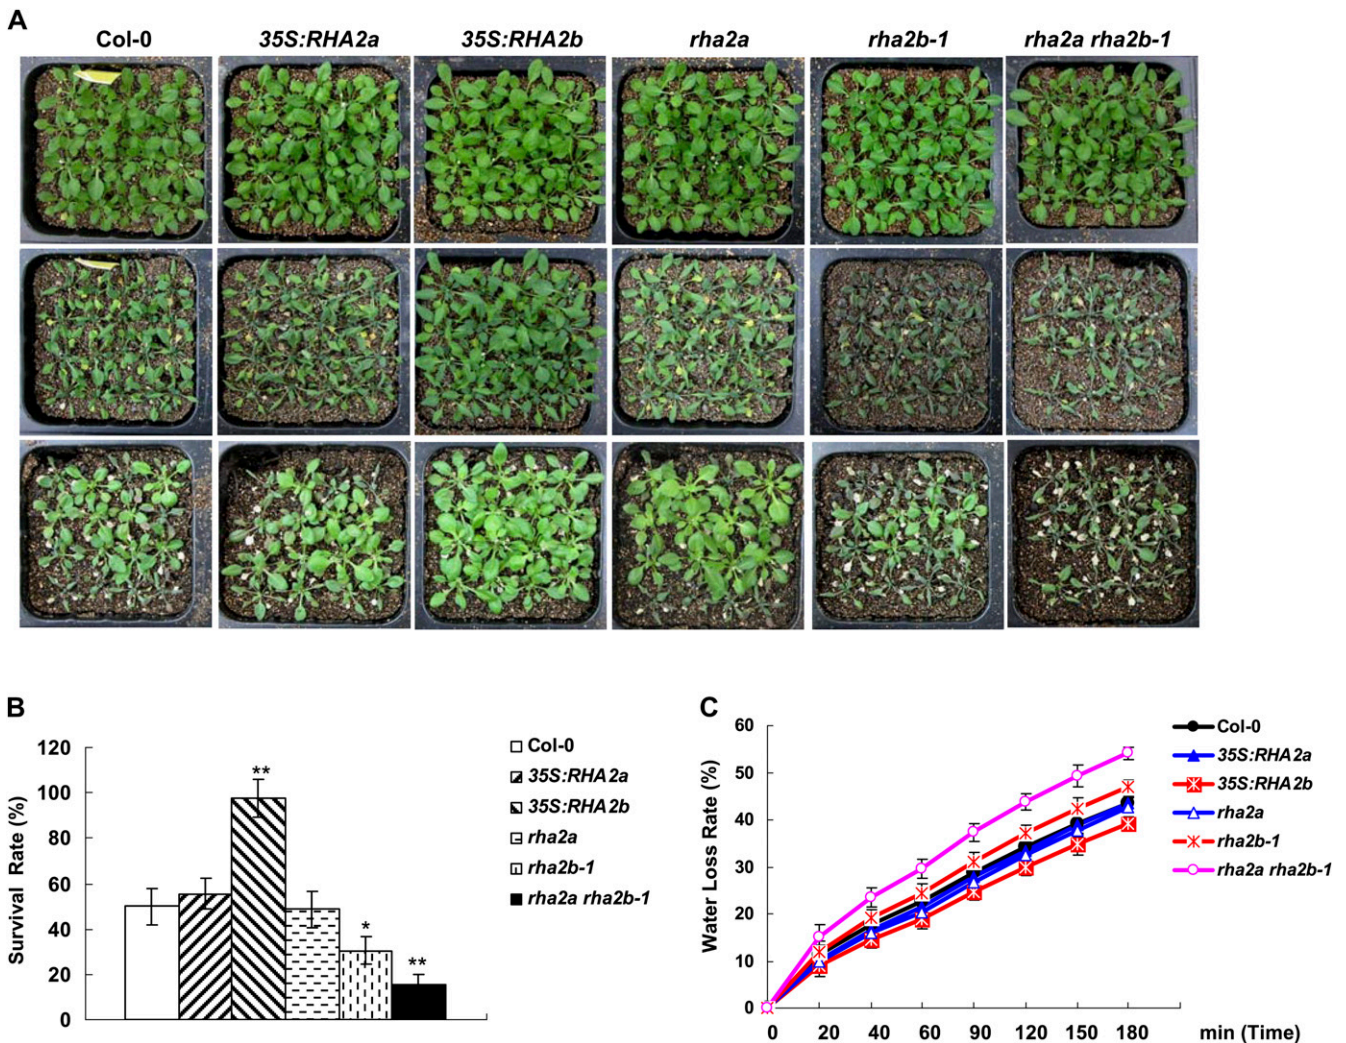 A
Col-0 35S:RHA2a 35S:RHA2b rha2a rha2b-1 rha2a rha2b-1
B
Survival Rate (%)
120
100
80
60
40
20
0
**
*
**
Col-0
35S:RHA2a
35S:RHA2b
rha2a
rha2b-1
rha2a rha2b-1
C
Water Loss Rate (%)
60
50
40
30
20
10
0
0 20 40 60 90 120 150 180 min (Time)
Col-0
35S:RHA2a
35S:RHA2b
rha2a
rha2b-1
rha2a rha2b-1